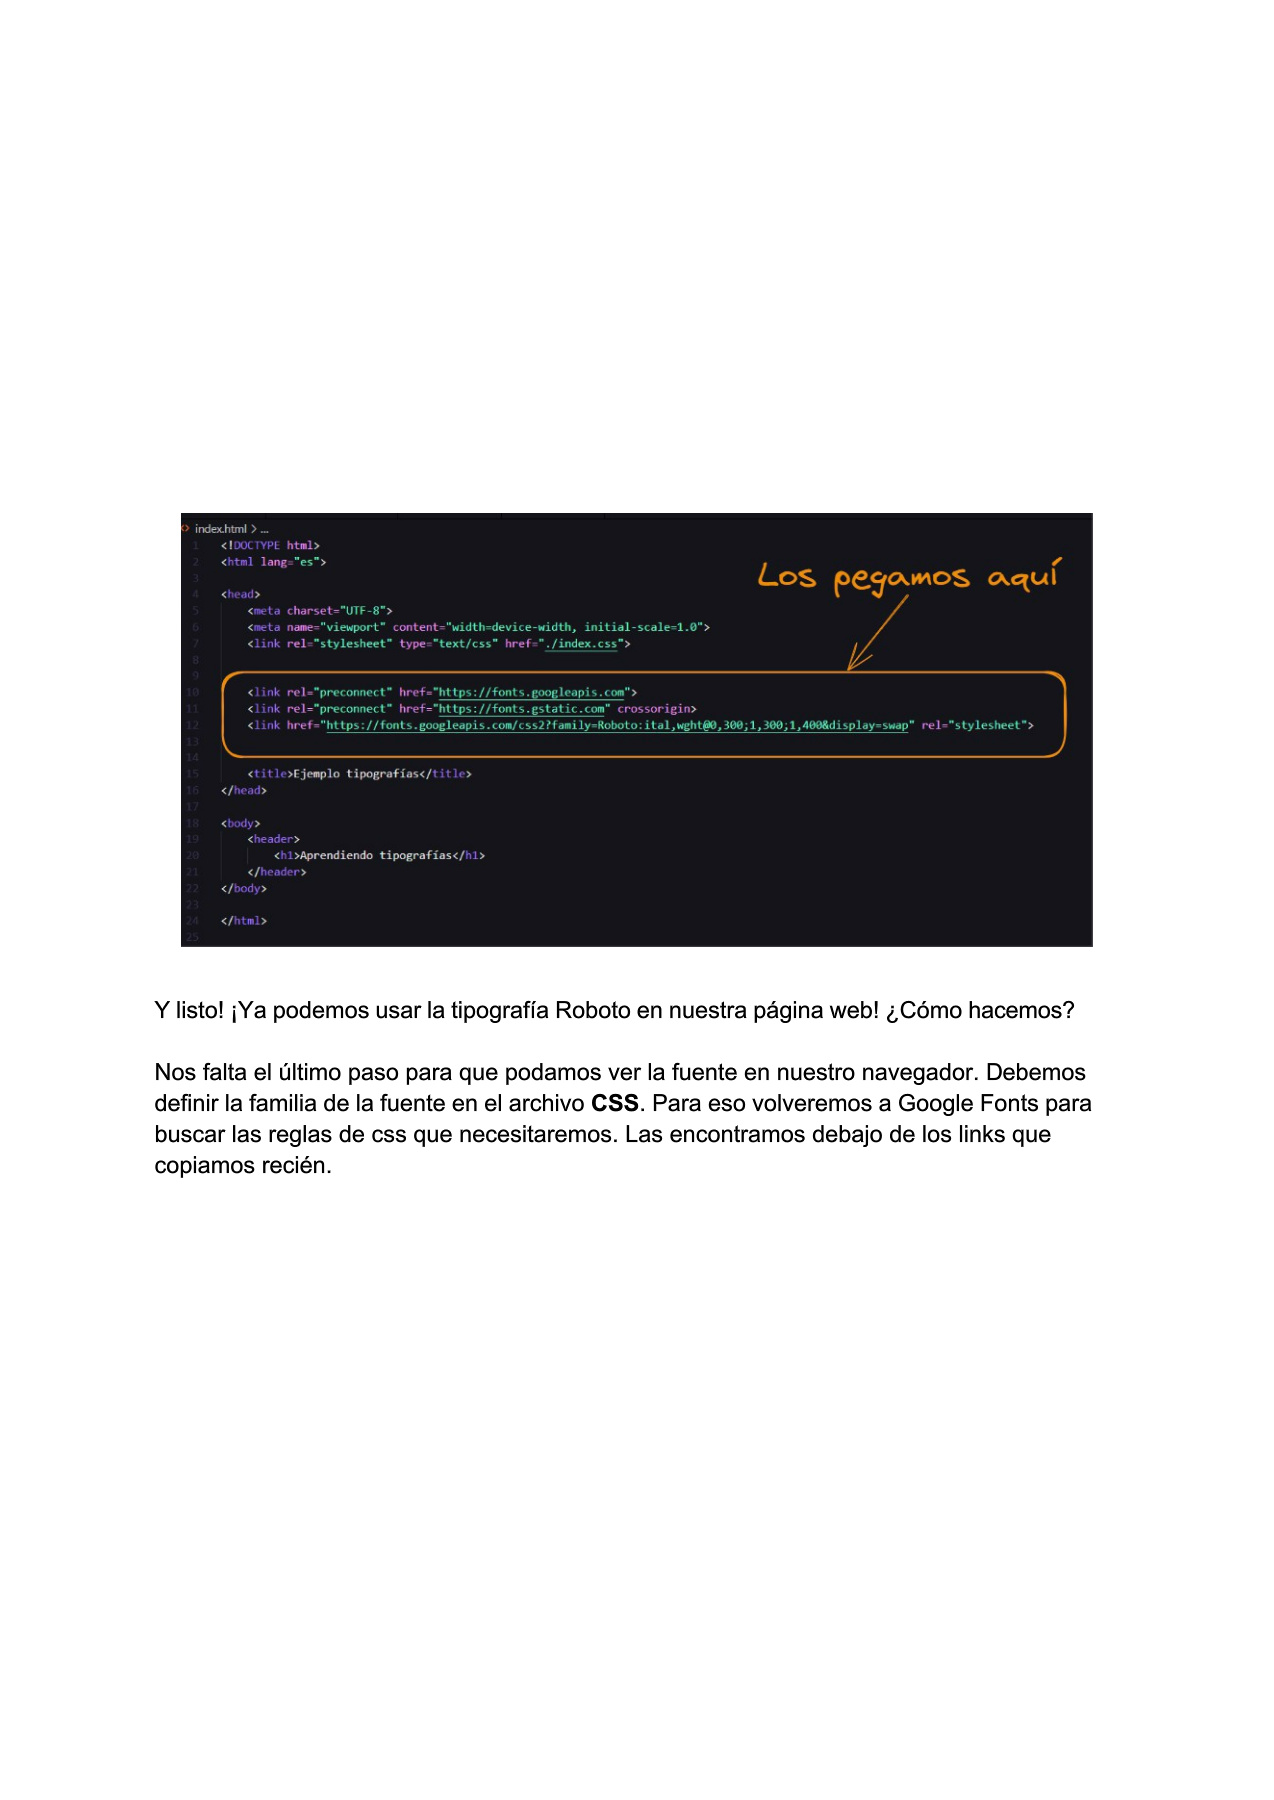 index.html > ...
1 <!DOCTYPE html>
2 <html lang="es">
3
Los pegamos aquí
4 <head>
5 <meta charset="UTF-8">
6 <meta name="viewport" content="width=device-width, initial-scale=1.0">
7 <link rel="stylesheet" type="text/css" href="./index.css">
8
9
10 <link rel="preconnect" href="https://fonts.googleapis.com">
11 <link rel="preconnect" href="https://fonts.gstatic.com" crossorigin>
12 <link href="https://fonts.googleapis.com/css2?family=Roboto:ital,wght@0,300;1,300;1,400&display=swap" rel="stylesheet">
13
14
15 <title>Ejemplo tipografías</title>
16 </head>
17
18 <body>
19 <header>
20 <h1>Aprendiendo tipografías</h1>
21 </header>
22 </body>
23
24 </html>
25
Y listo! ¡Ya podemos usar la tipografía Roboto en nuestra página web! ¿Cómo hacemos?
Nos falta el último paso para que podamos ver la fuente en nuestro navegador. Debemos
definir la familia de la fuente en el archivo CSS. Para eso volveremos a Google Fonts para
buscar las reglas de css que necesitaremos. Las encontramos debajo de los links que
copiamos recién.